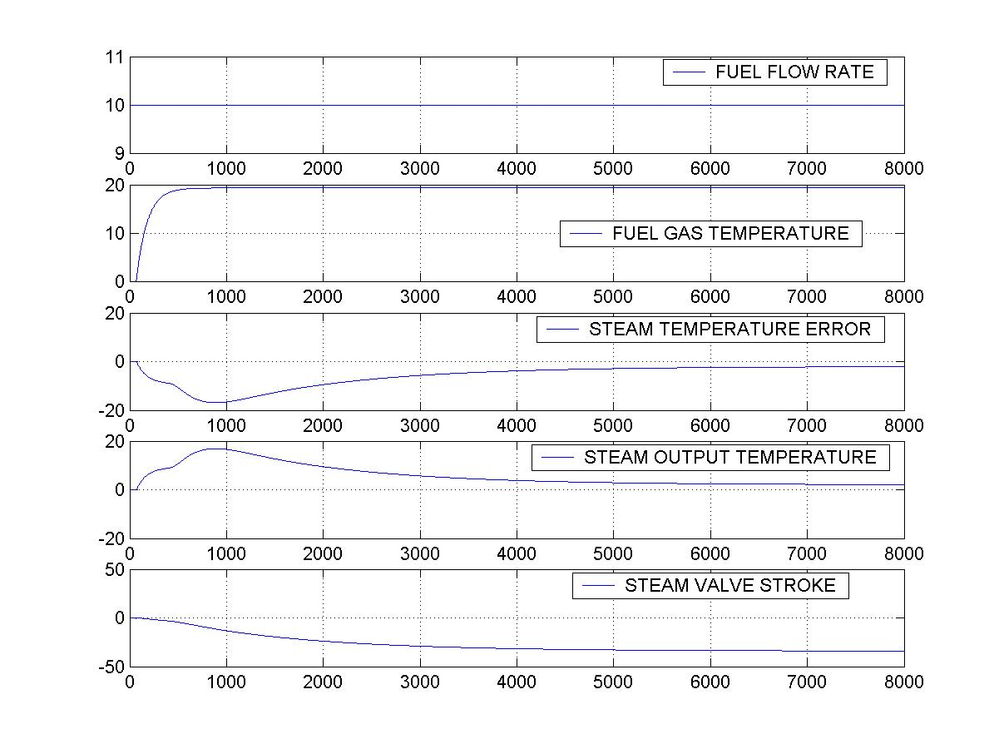 11
FUEL FLOW RATE
10
9
0 1000 2000 3000 4000 5000 6000 7000 8000
20
10
FUEL GAS TEMPERATURE
0
0 1000 2000 3000 4000 5000 6000 7000 8000
20
STEAM TEMPERATURE ERROR
0
-20
0 1000 2000 3000 4000 5000 6000 7000 8000
20
STEAM OUTPUT TEMPERATURE
0
-20
0 1000 2000 3000 4000 5000 6000 7000 8000
50
STEAM VALVE STROKE
0
-50
0 1000 2000 3000 4000 5000 6000 7000 8000